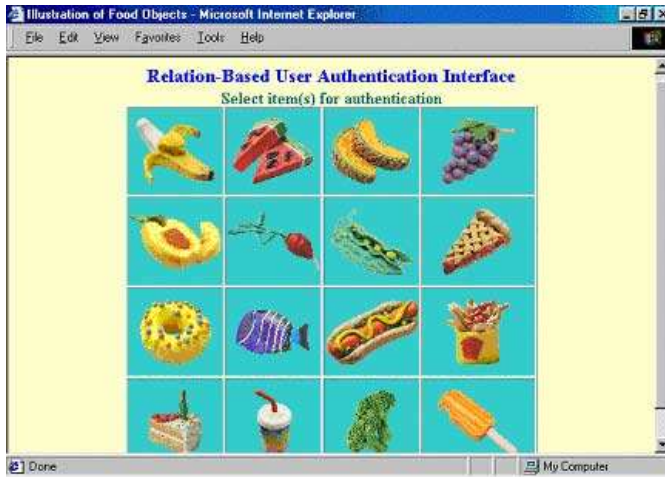 Illustration of Food Objects - Microsoft Internet Explorer
File Edit View Favorites Tools Help
Relation-Based User Authentication Interface
Select item(s) for authentication
Done My Computer